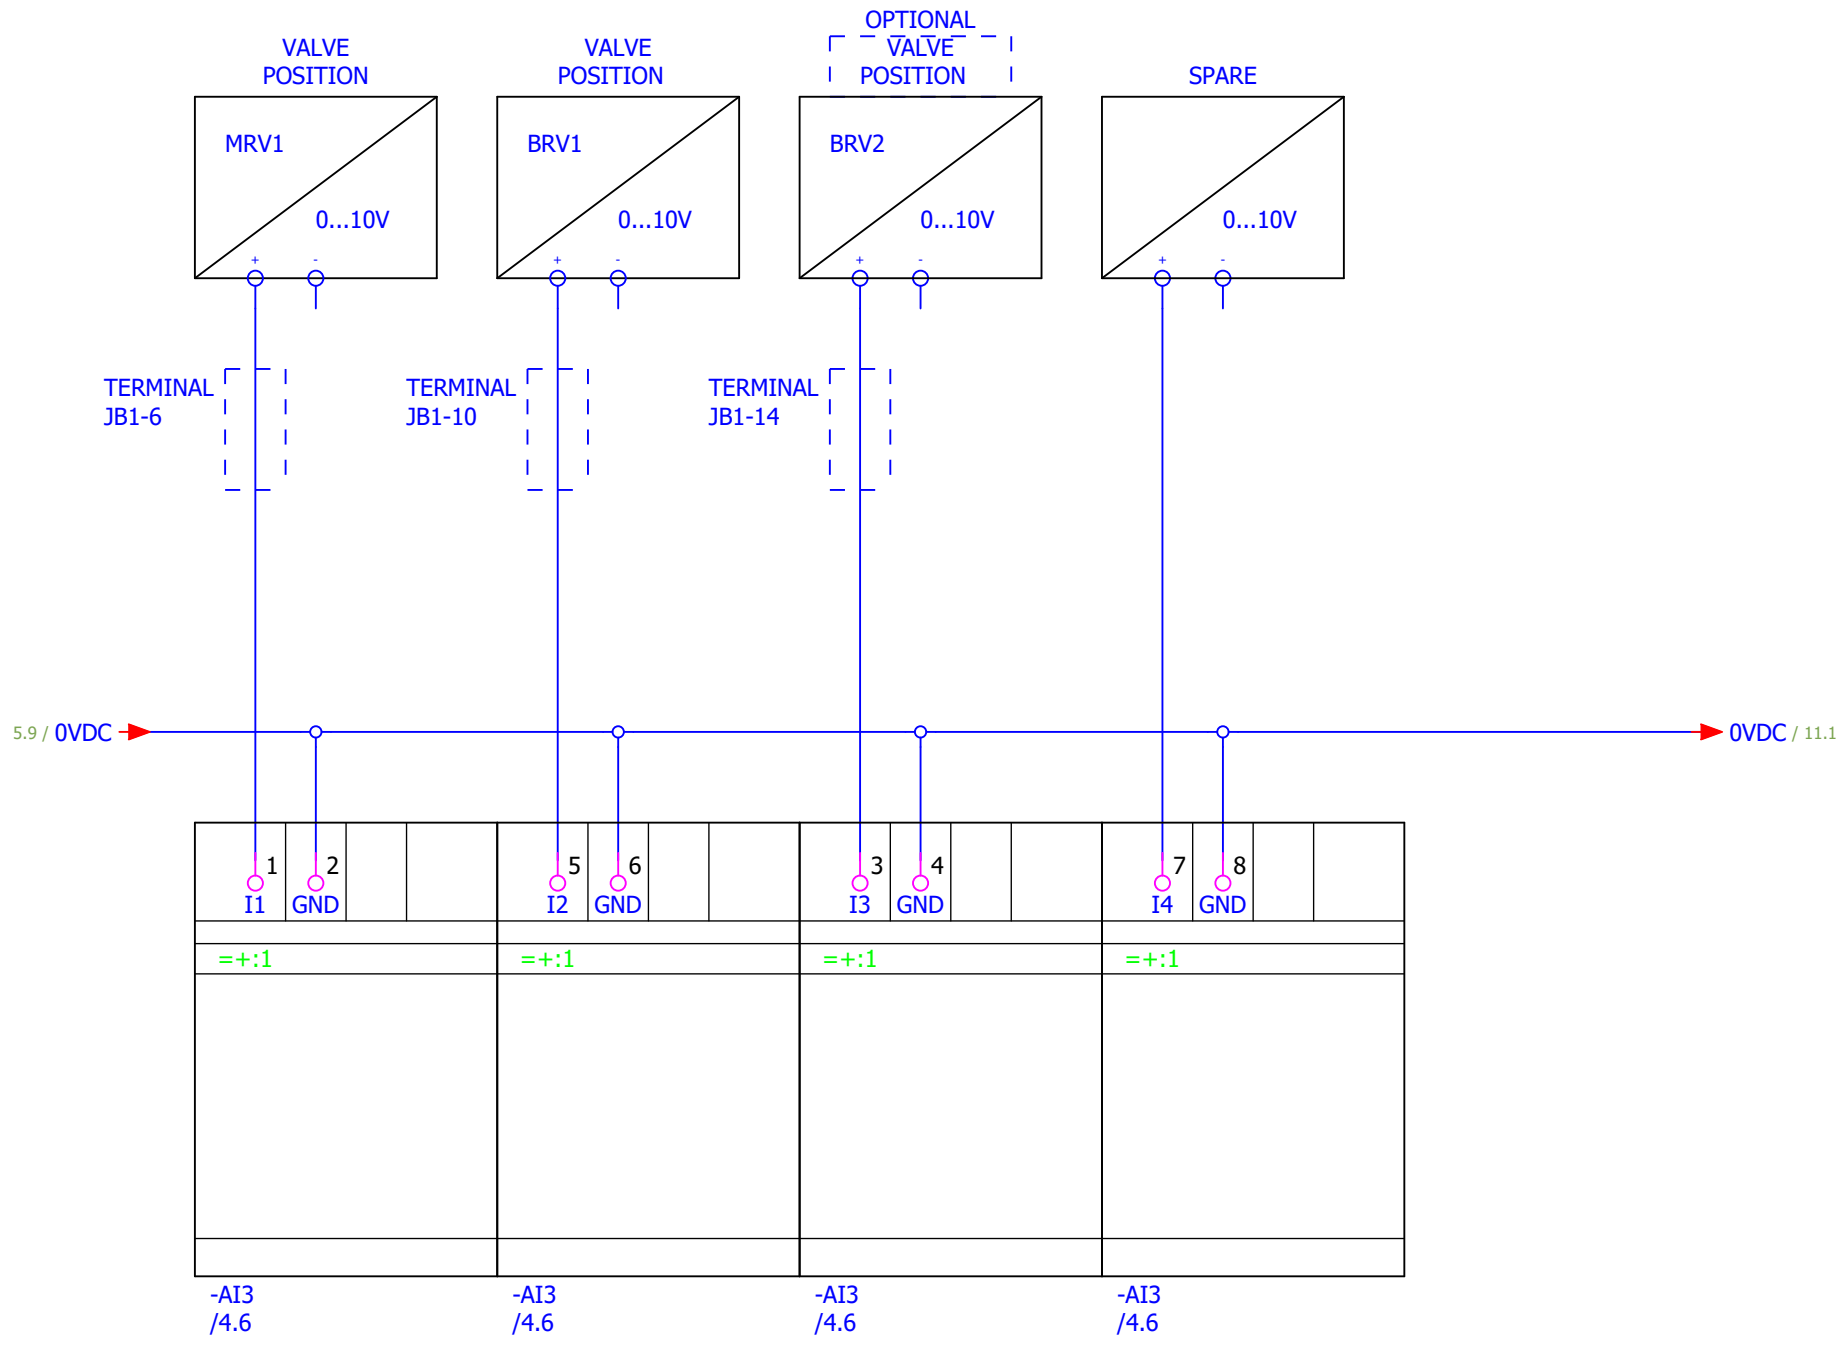 OPTIONAL
VALVE
POSITION
VALVE
POSITION
VALVE
POSITION
SPARE
MRV1
0...10V
+ -
BRV1
0...10V
+ -
BRV2
0...10V
+ -
0...10V
+ -
TERMINAL
JB1-6
TERMINAL
JB1-10
TERMINAL
JB1-14
5.9 / 0VDC
0VDC / 11.1
1 2
I1 GND
5 6
I2 GND
3 4
I3 GND
7 8
I4 GND
=+:1
=+:1
=+:1
=+:1
-AI3
/4.6
-AI3
/4.6
-AI3
/4.6
-AI3
/4.6